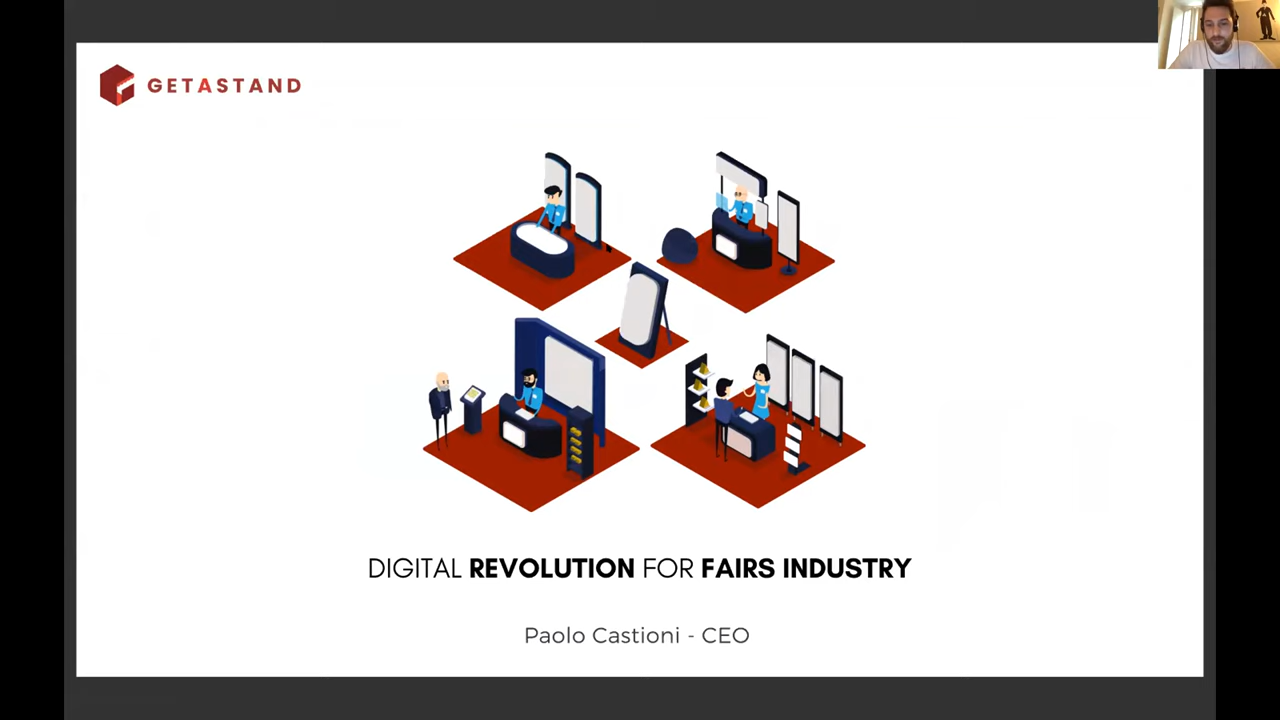 GETASTAND
DIGITAL REVOLUTION FOR FAIRS INDUSTRY
Paolo Castioni - CEO